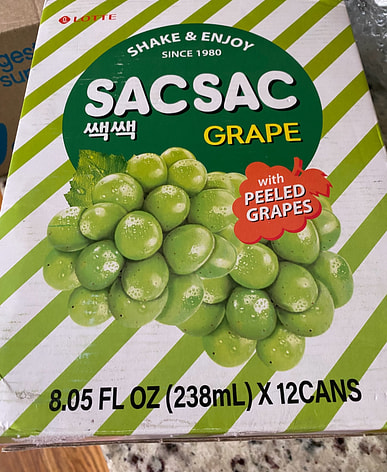 LOTTE
SHAKE & ENJOY
SINCE 1980
SACSAC
쌕쌕
GRAPE
with
PEELED
GRAPES
8.05 FL OZ (238mL) X 12CANS